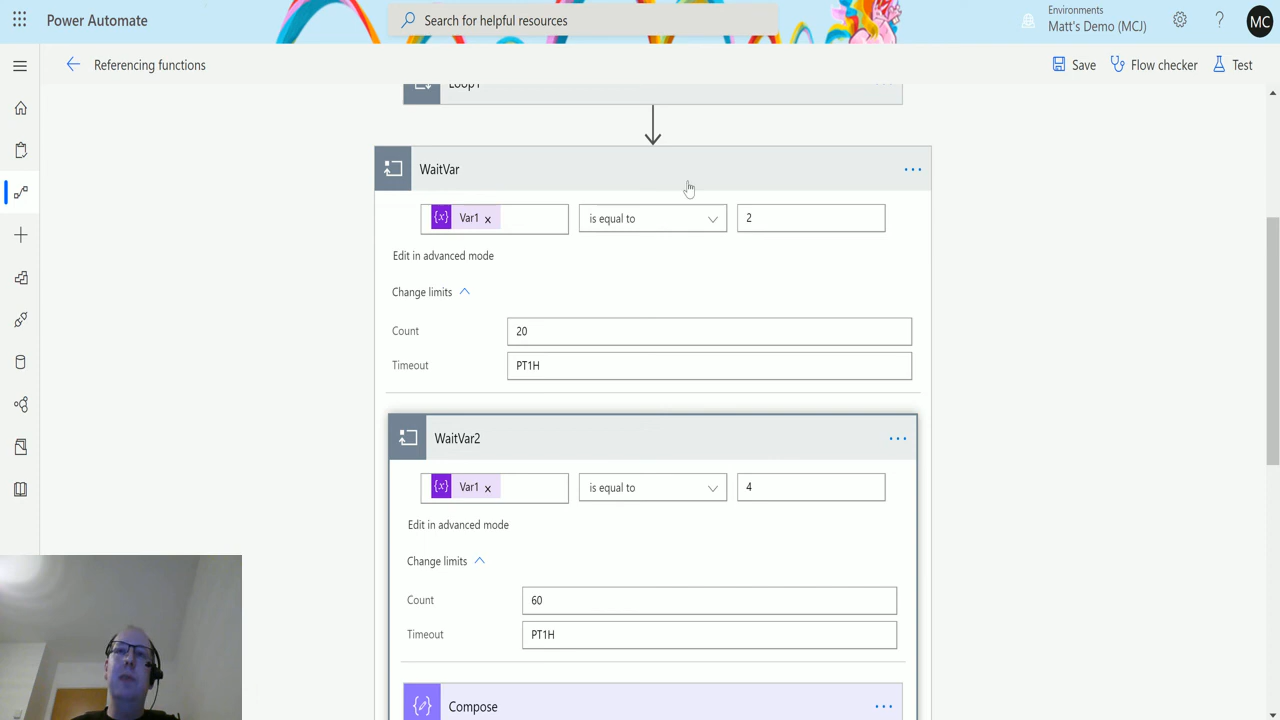 Power Automate
Search for helpful resources
Environments
Matt's Demo (MCJ)
?
MC
Referencing functions
Save
Flow checker
Test
Loop1
WaitVar
{x} Var1 x
is equal to
2
Edit in advanced mode
Change limits
Count
20
Timeout
PT1H
WaitVar2
{x} Var1 x
is equal to
4
Edit in advanced mode
Change limits
Count
60
Timeout
PT1H
Compose